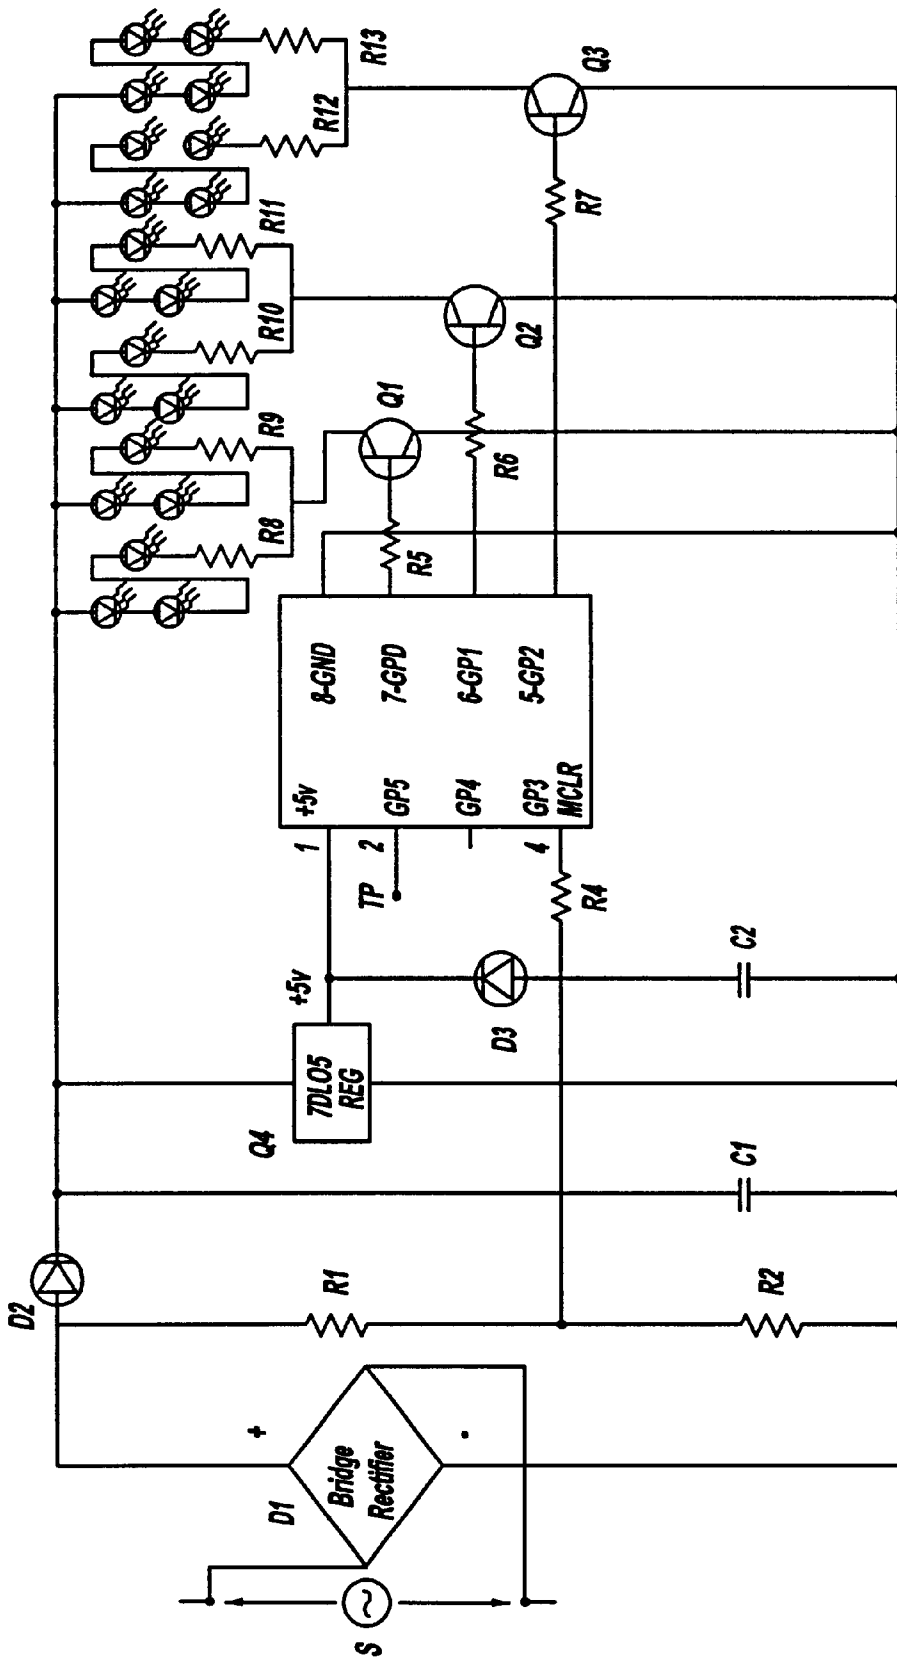 S
D1
Bridge
Rectifier
+
-
D2
R1
R2
C1
Q4
7DL05
REG
+5v
D3
C2
TP
R4
1
2
4
+5v
GP5
GP4
GP3
MCLR
8-GND
7-GPD
6-GP1
5-GP2
R5
R6
R7
Q1
Q2
Q3
R8
R9
R10
R11
R12
R13